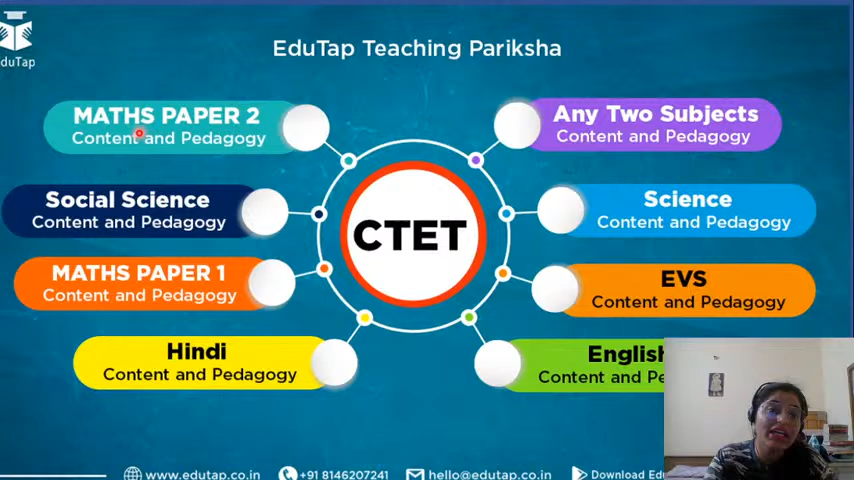 EduTap Teaching Pariksha
duTap
MATHS PAPER 2
Content and Pedagogy
Any Two Subjects
Content and Pedagogy
Social Science
Content and Pedagogy
Science
Content and Pedagogy
CTET
MATHS PAPER 1
Content and Pedagogy
EVS
Content and Pedagogy
Hindi
Content and Pedagogy
English
Content and Pe
www.edutap.co.in +91 8146207241 hello@edutap.co.in Download Edu